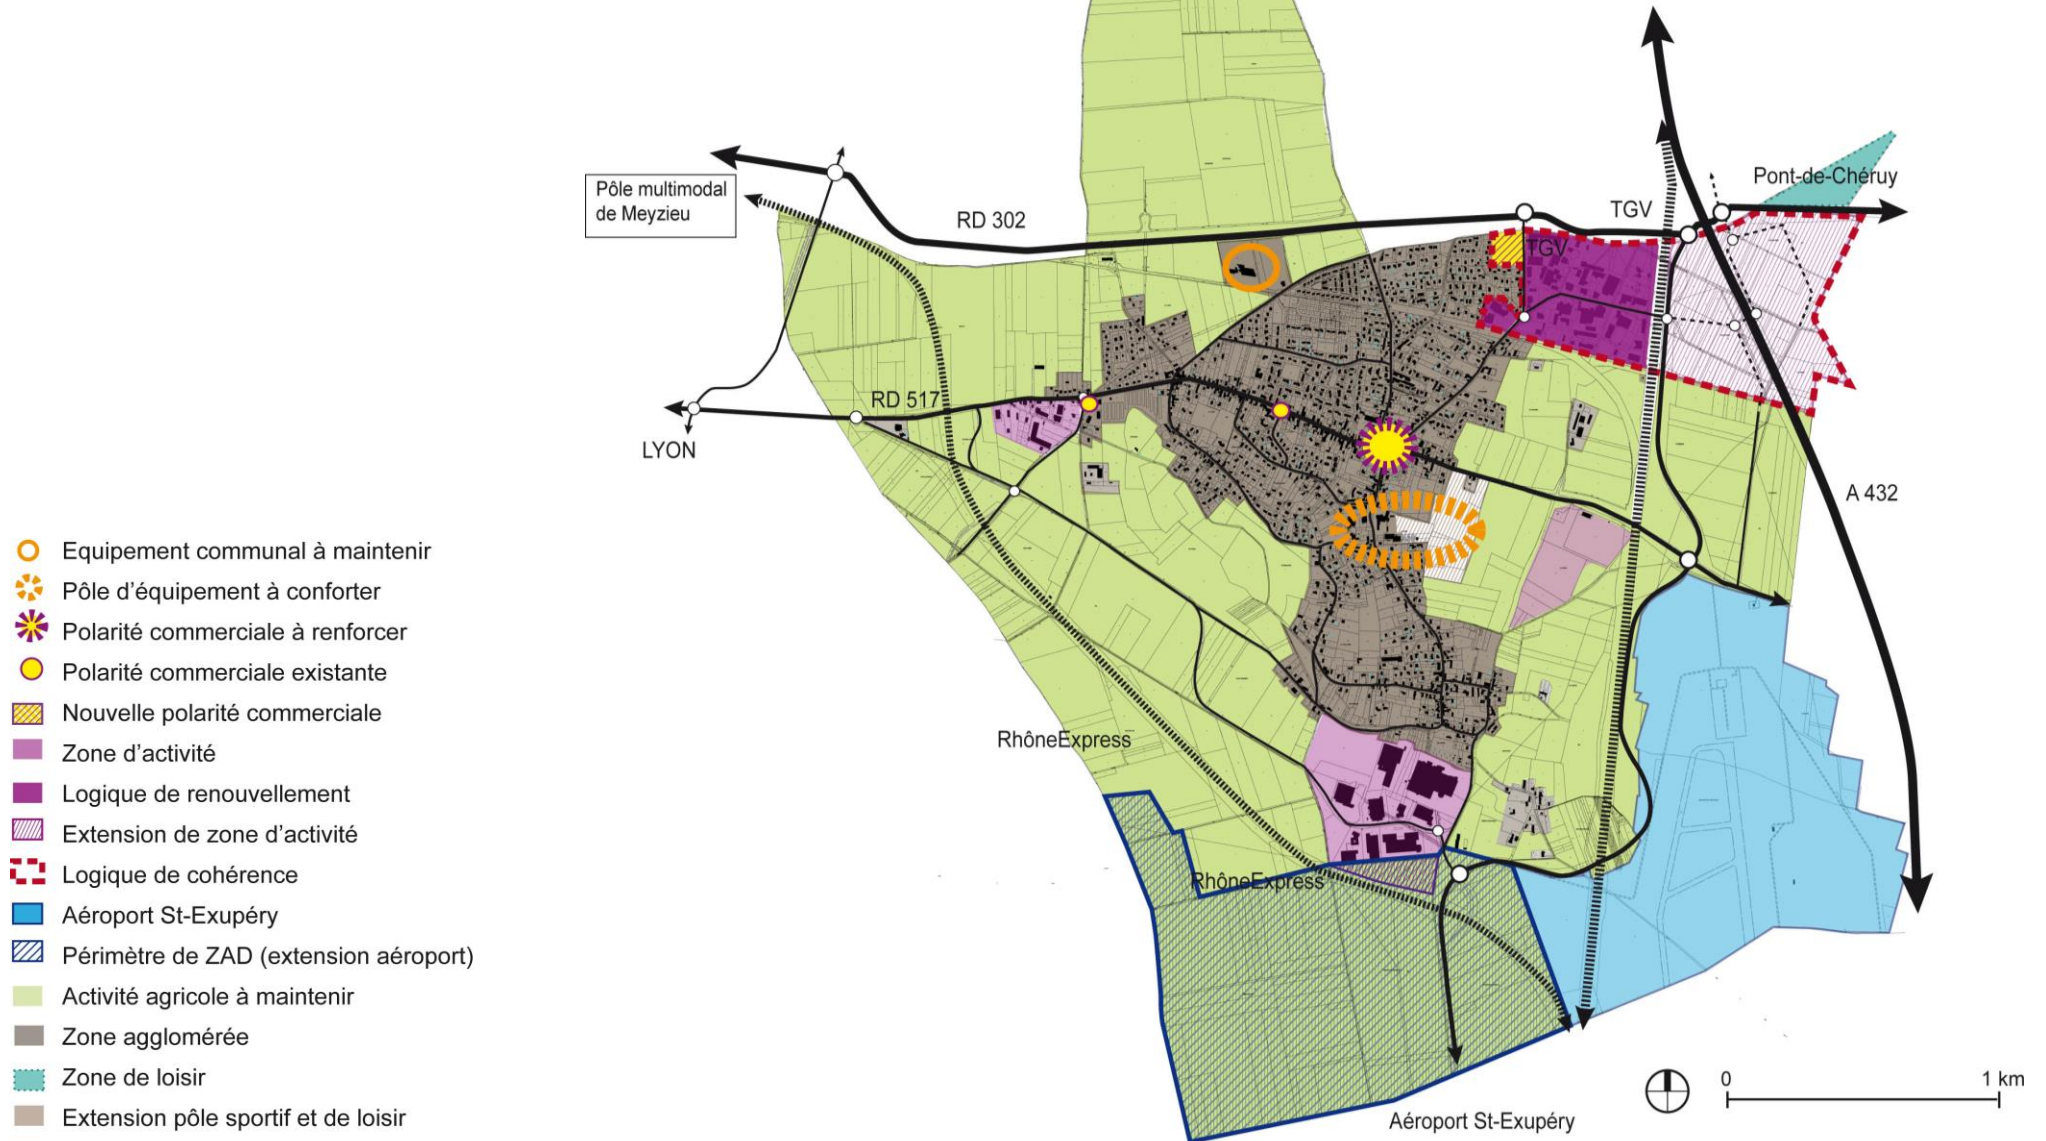 Pont-de-Chéruy
Pôle multimodal
de Meyzieu
RD 302
TGV
TGV
RD 517
LYON
A 432
RhôneExpress
RhôneExpress
Aéroport St-Exupéry
0 1 km
Equipement communal à maintenir
Pôle d'équipement à conforter
Polarité commerciale à renforcer
Polarité commerciale existante
Nouvelle polarité commerciale
Zone d'activité
Logique de renouvellement
Extension de zone d'activité
Logique de cohérence
Aéroport St-Exupéry
Périmètre de ZAD (extension aéroport)
Activité agricole à maintenir
Zone agglomérée
Zone de loisir
Extension pôle sportif et de loisir